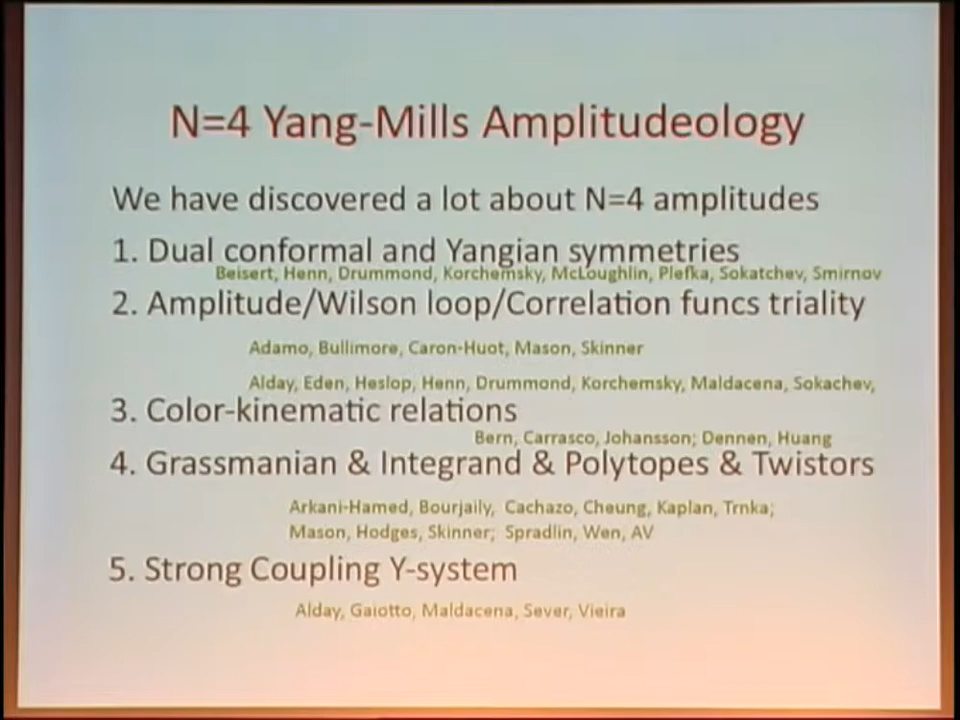 N=4 Yang-Mills Amplitudeology
We have discovered a lot about N=4 amplitudes
1. Dual conformal and Yangian symmetries
Beisert, Henn, Drummond, Korchemsky, McLoughlin, Plefka, Sokatchev, Smirnov
2. Amplitude/Wilson loop/Correlation funcs triality
Adamo, Bullimore, Caron-Huot, Mason, Skinner
Alday, Eden, Heslop, Henn, Drummond, Korchemsky, Maldacena, Sokachev,
3. Color-kinematic relations
Bern, Carrasco, Johansson; Dennen, Huang
4. Grassmanian & Integrand & Polytopes & Twistors
Arkani-Hamed, Bourjaily, Cachazo, Cheung, Kaplan, Trnka;
Mason, Hodges, Skinner; Spradlin, Wen, AV
5. Strong Coupling Y-system
Alday, Gaiotto, Maldacena, Sever, Vieira